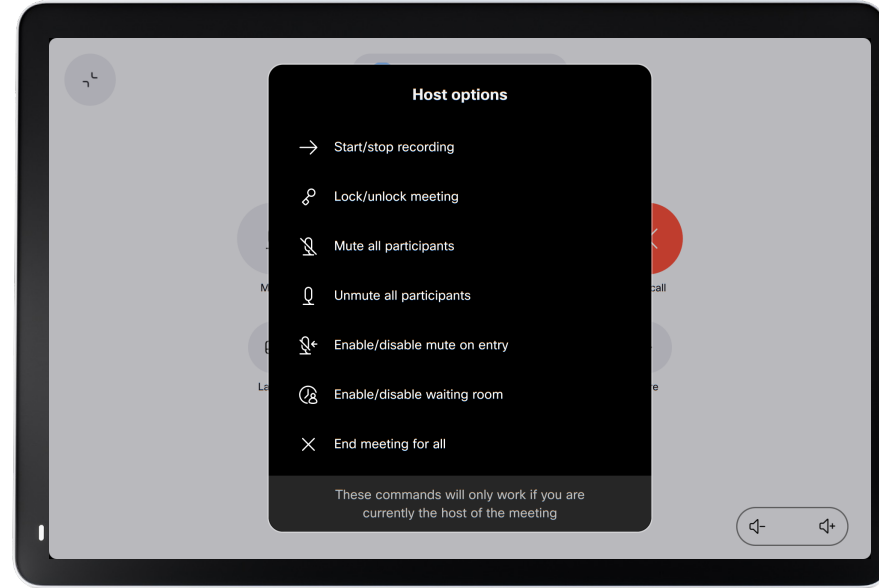 Host options
Start/stop recording
Lock/unlock meeting
Mute all participants
Unmute all participants
Enable/disable mute on entry
Enable/disable waiting room
End meeting for all
These commands will only work if you are
currently the host of the meeting
call